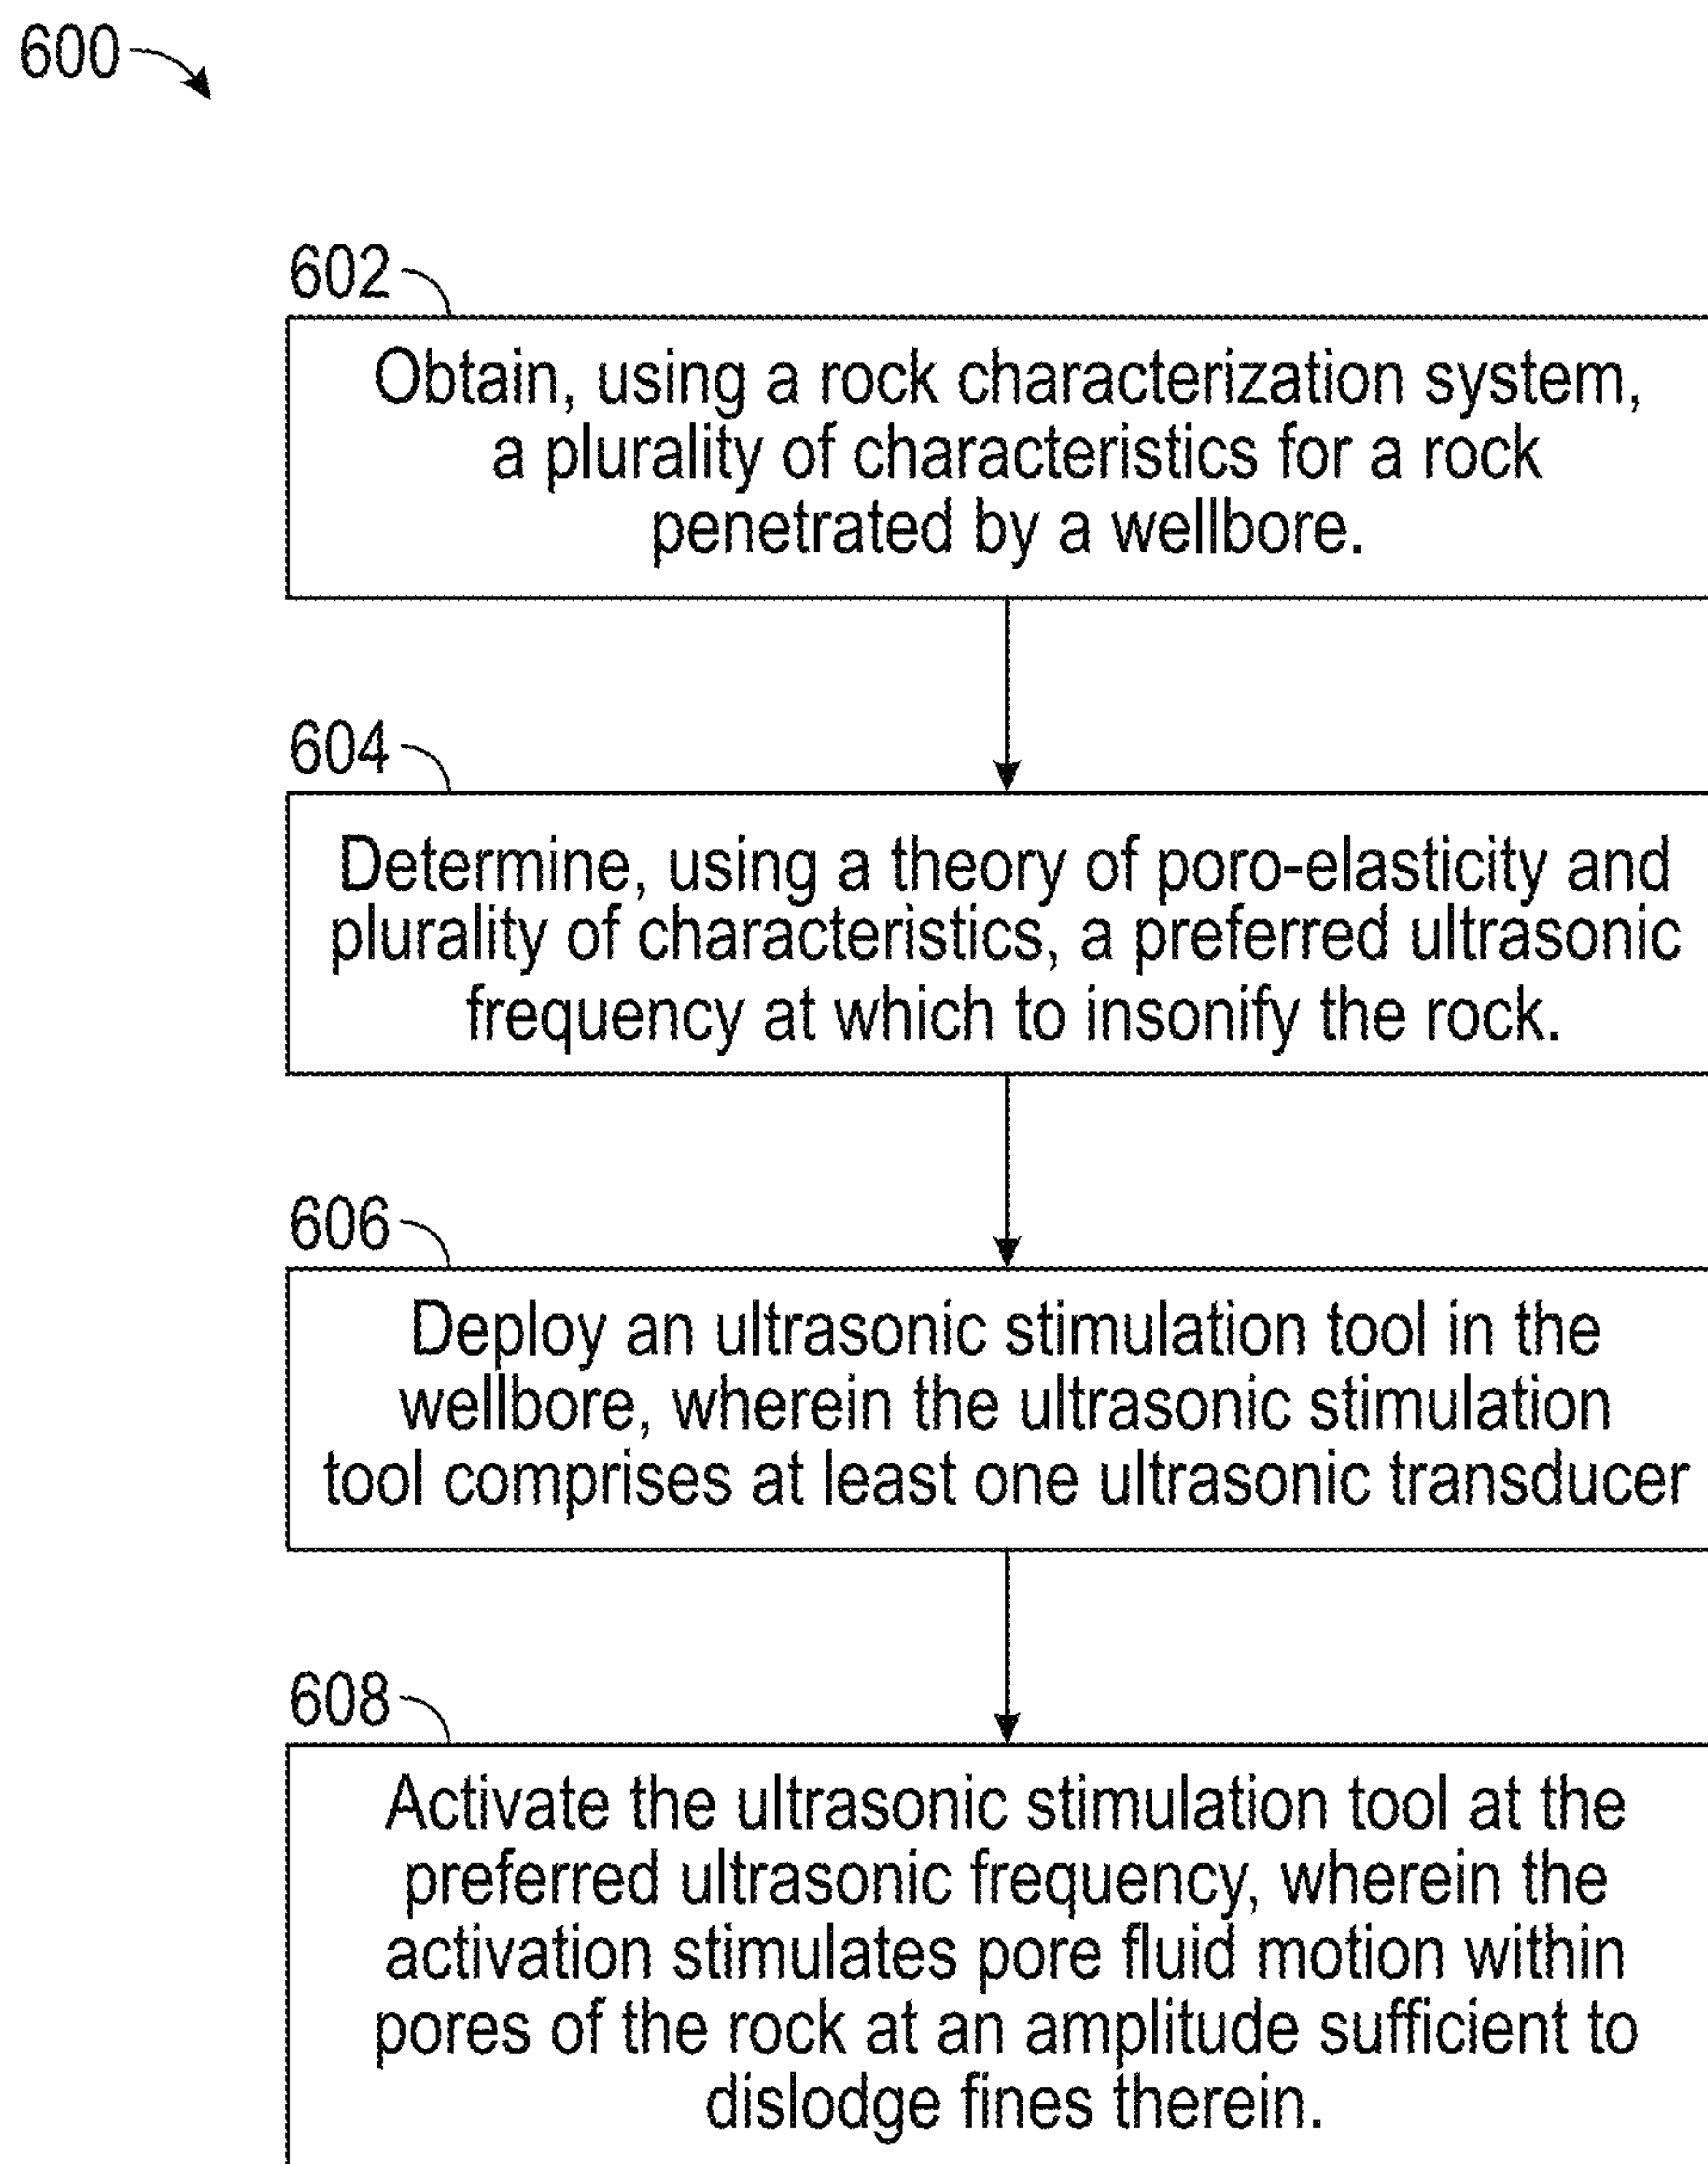 600
602
Obtain, using a rock characterization system,
a plurality of characteristics for a rock
penetrated by a wellbore.
604
Determine, using a theory of poro-elasticity and
plurality of characteristics, a preferred ultrasonic
frequency at which to insonify the rock.
606
Deploy an ultrasonic stimulation tool in the
wellbore, wherein the ultrasonic stimulation
tool comprises at least one ultrasonic transducer
608
Activate the ultrasonic stimulation tool at the
preferred ultrasonic frequency, wherein the
activation stimulates pore fluid motion within
pores of the rock at an amplitude sufficient to
dislodge fines therein.